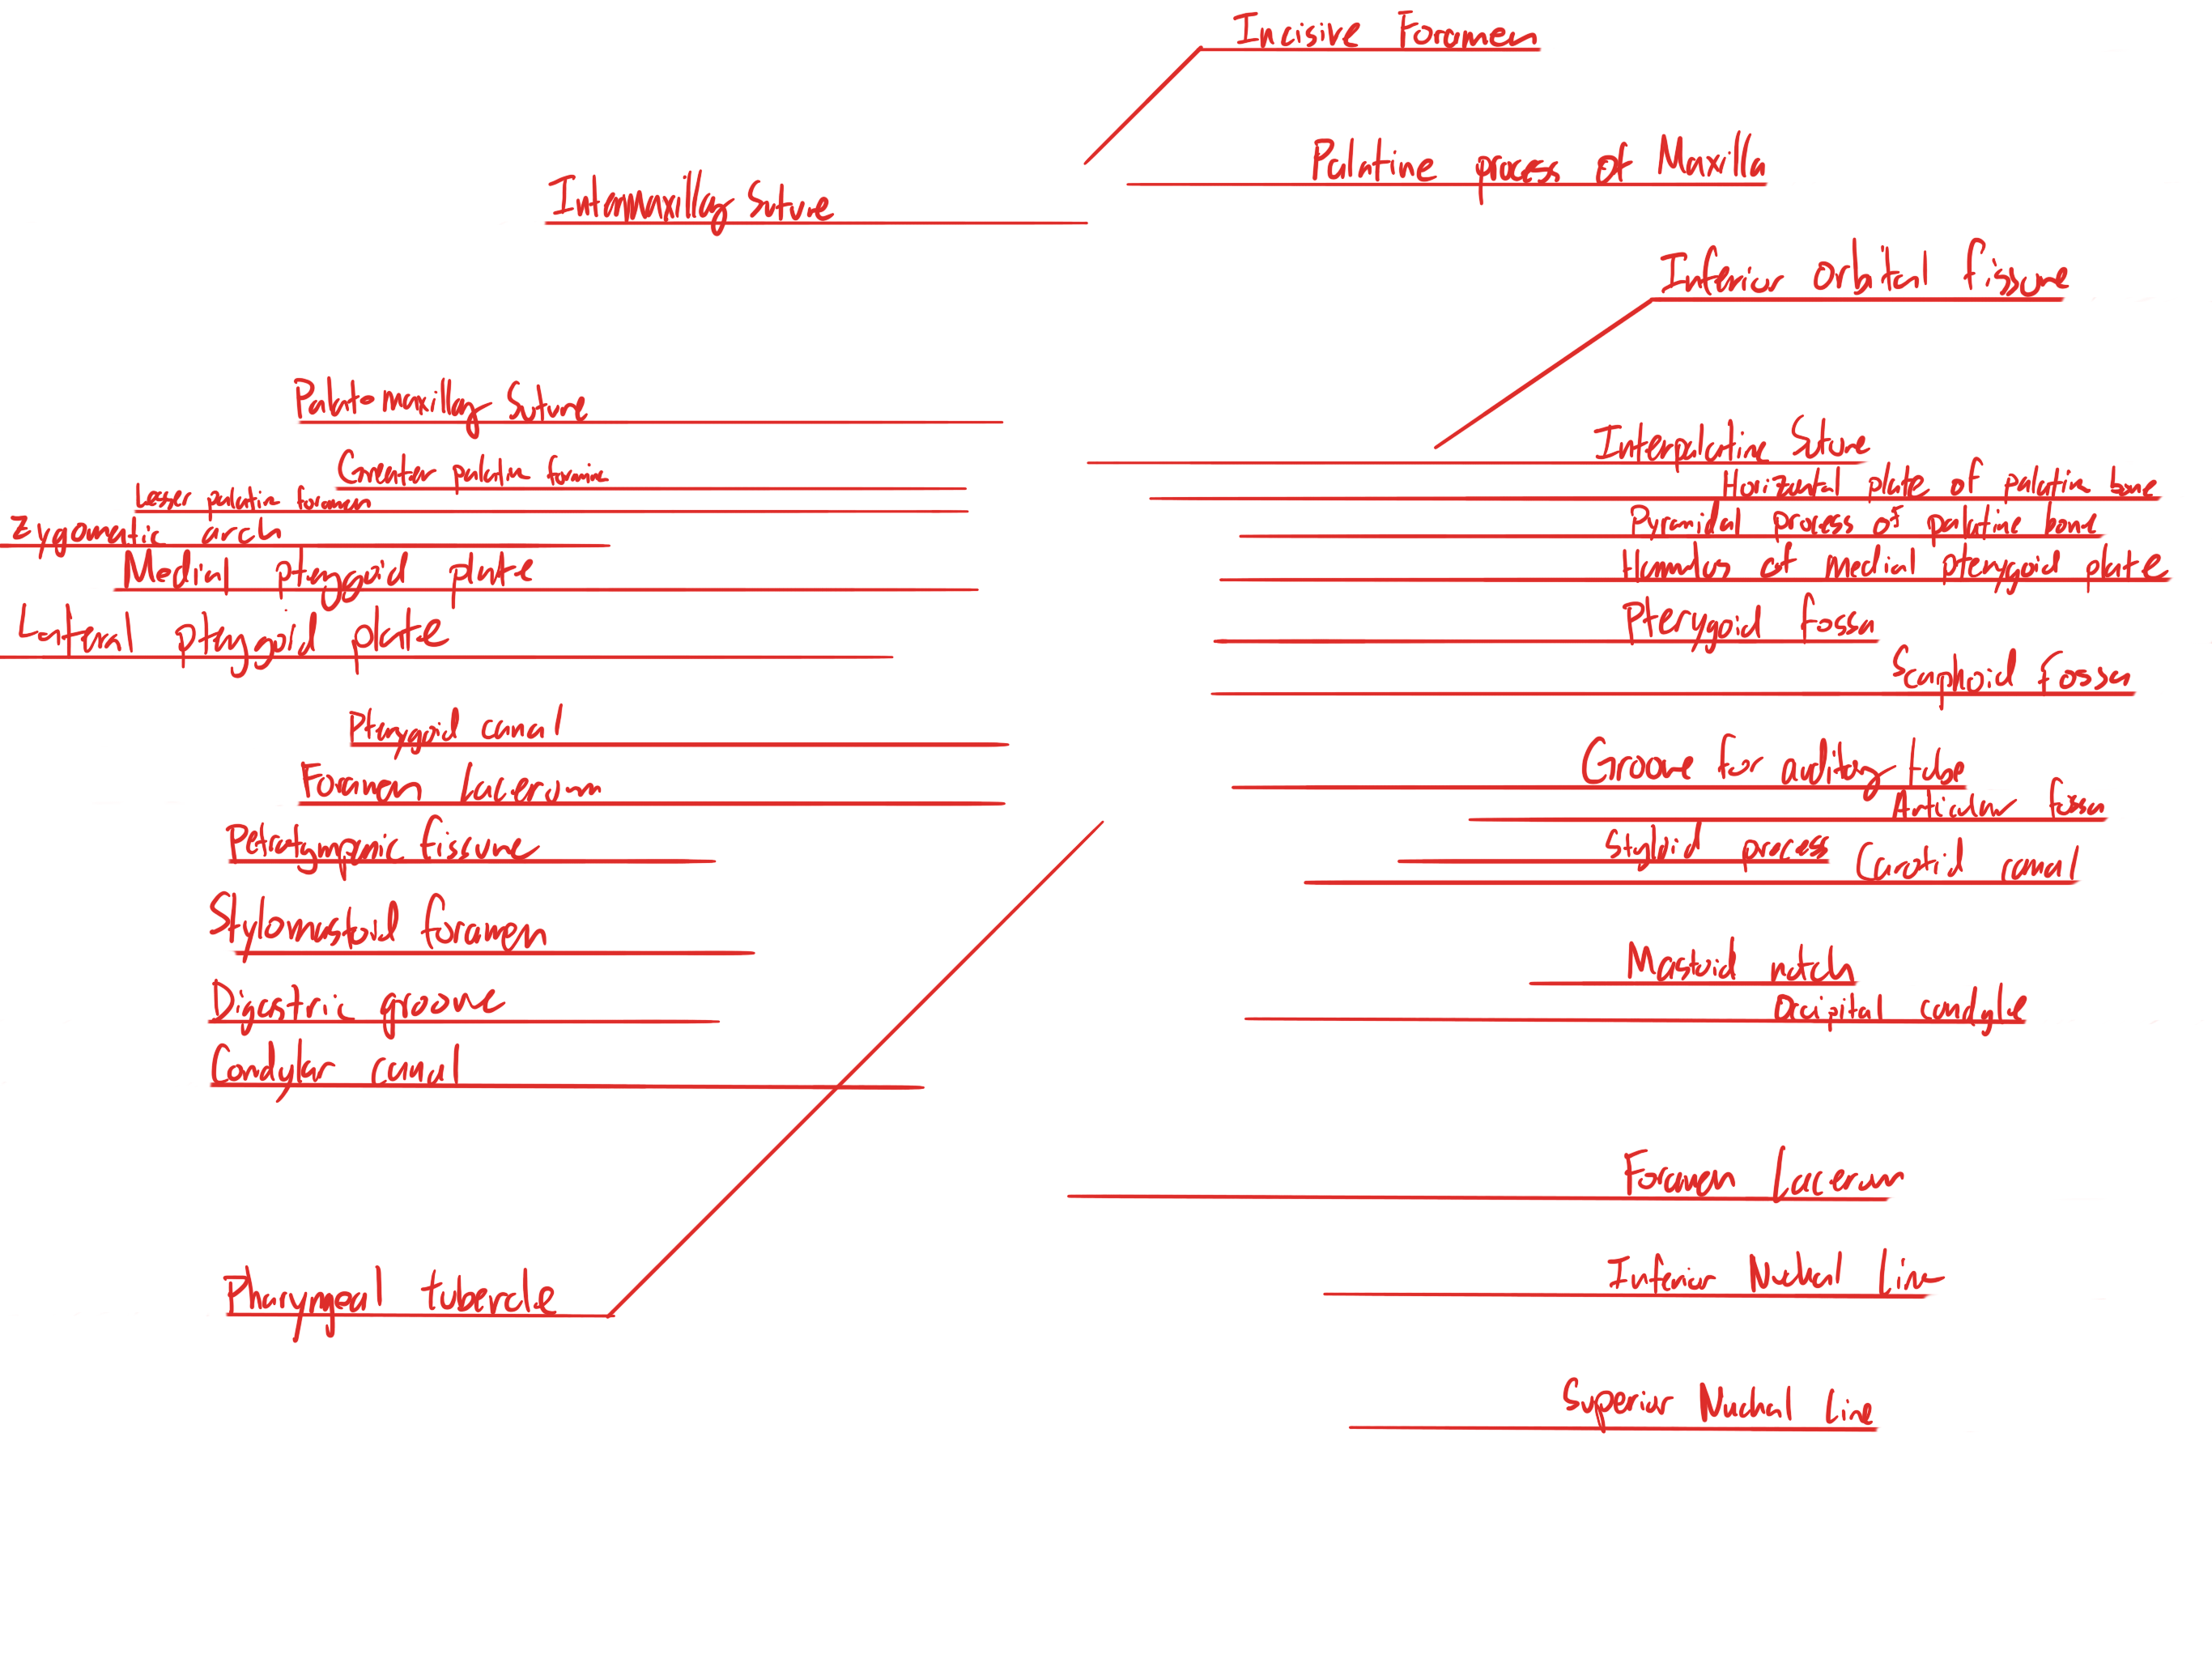 Incisive Foramen
Palatine process of Maxilla
Intermaxillary Suture
Inferior orbital fissure
Palatomaxillary Suture
Interpalatine Suture
Greater palatine foramine
Horizontal plate of palatine bone
Lesser palatine foramen
Pyramidal process of palatine bone
Zygomatic arch
Hamulus of medial pterygoid plate
Medial pterygoid plate
Pterygoid fossa
Lateral pterygoid plate
Scaphoid fossa
Pterygoid canal
Groove for auditory tube
Foramen Lacerum
Articular fossa
Petrotympanic fissure
Styloid process
Carotid canal
Stylomastoid foramen
Mastoid notch
Digastric groove
Occipital condyle
Condylar canal
Foramen Lacerum
Inferior Nuchal Line
Pharyngeal tubercle
Superior Nuchal Line